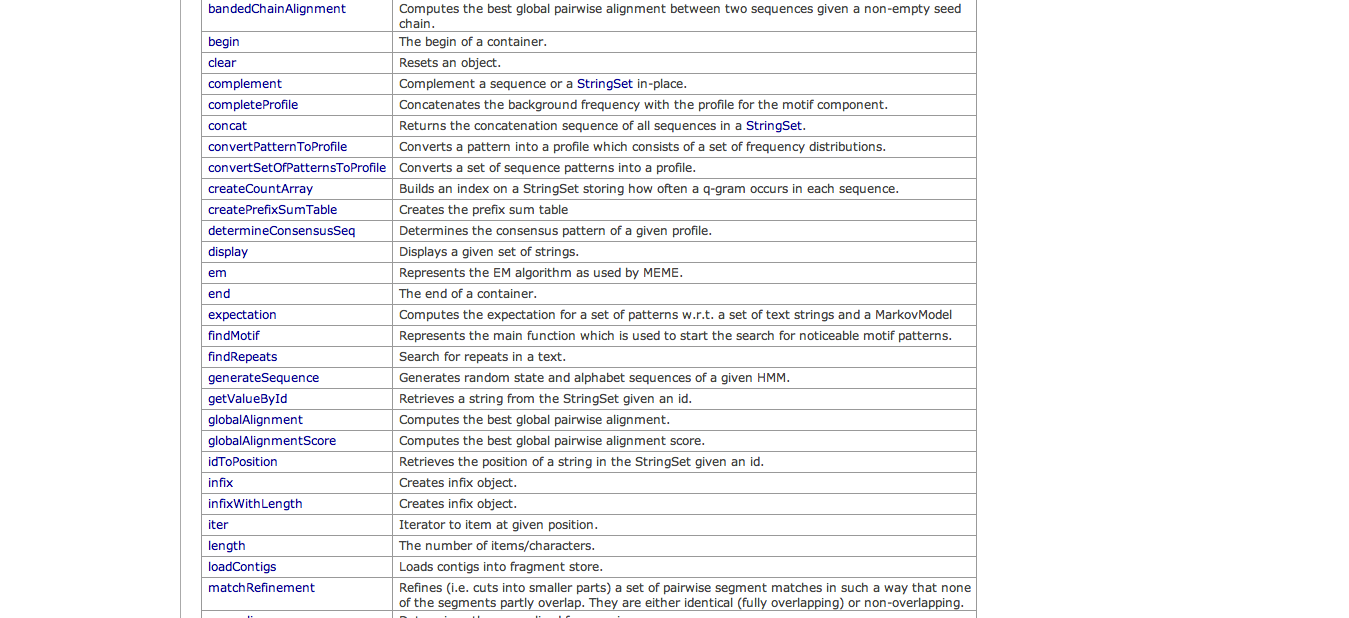 bandedChainAlignment Computes the best global pairwise alignment between two sequences given a non-empty seed
chain.
begin The begin of a container.
clear Resets an object.
complement Complement a sequence or a StringSet in-place.
completeProfile Concatenates the background frequency with the profile for the motif component.
concat Returns the concatenation sequence of all sequences in a StringSet.
convertPatternToProfile Converts a pattern into a profile which consists of a set of frequency distributions.
convertSetOfPatternsToProfile Converts a set of sequence patterns into a profile.
createCountArray Builds an index on a StringSet storing how often a q-gram occurs in each sequence.
createPrefixSumTable Creates the prefix sum table
determineConsensusSeq Determines the consensus pattern of a given profile.
display Displays a given set of strings.
em Represents the EM algorithm as used by MEME.
end The end of a container.
expectation Computes the expectation for a set of patterns w.r.t. a set of text strings and a MarkovModel
findMotif Represents the main function which is used to start the search for noticeable motif patterns.
findRepeats Search for repeats in a text.
generateSequence Generates random state and alphabet sequences of a given HMM.
getValueById Retrieves a string from the StringSet given an id.
globalAlignment Computes the best global pairwise alignment.
globalAlignmentScore Computes the best global pairwise alignment score.
idToPosition Retrieves the position of a string in the StringSet given an id.
infix Creates infix object.
infixWithLength Creates infix object.
iter Iterator to item at given position.
length The number of items/characters.
loadContigs Loads contigs into fragment store.
matchRefinement Refines (i.e. cuts into smaller parts) a set of pairwise segment matches in such a way that none
of the segments partly overlap. They are either identical (fully overlapping) or non-overlapping.